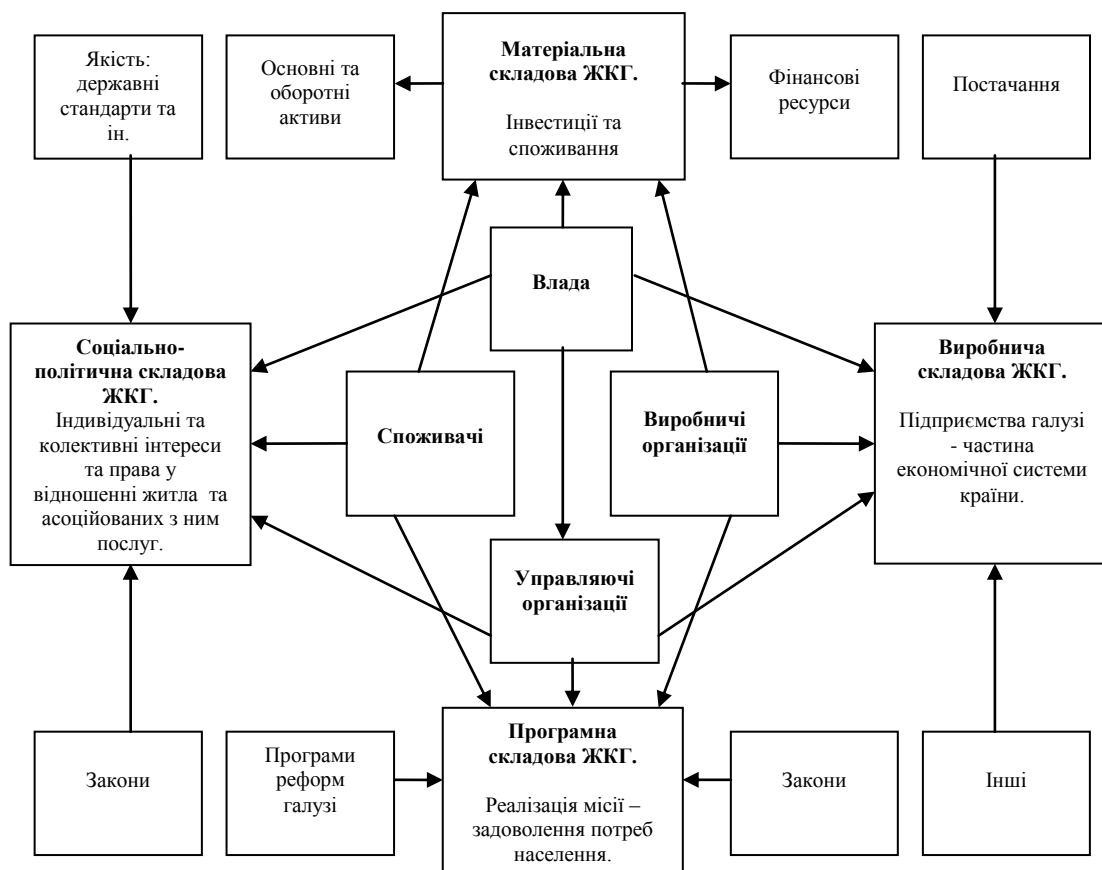 Якість:
державні
стандарти та
ін.
Основні та
оборотні
активи
Матеріальна
складова ЖКГ.
Інвестиції та
споживання
Фінансові
ресурси
Постачання
Влада
Соціально-
політична складова
ЖКГ.
Індивідуальні та
колективні інтереси
та права у
відношенні житла та
асоційованих з ним
послуг.
Споживачі
Виробничі
організації
Виробнича
складова ЖКГ.
Підприємства галузі
- частина
економічної системи
країни.
Управляючі
організації
Закони
Програми
реформ
галузі
Програмна
складова ЖКГ.
Реалізація місії –
задоволення потреб
населення.
Закони
Інші